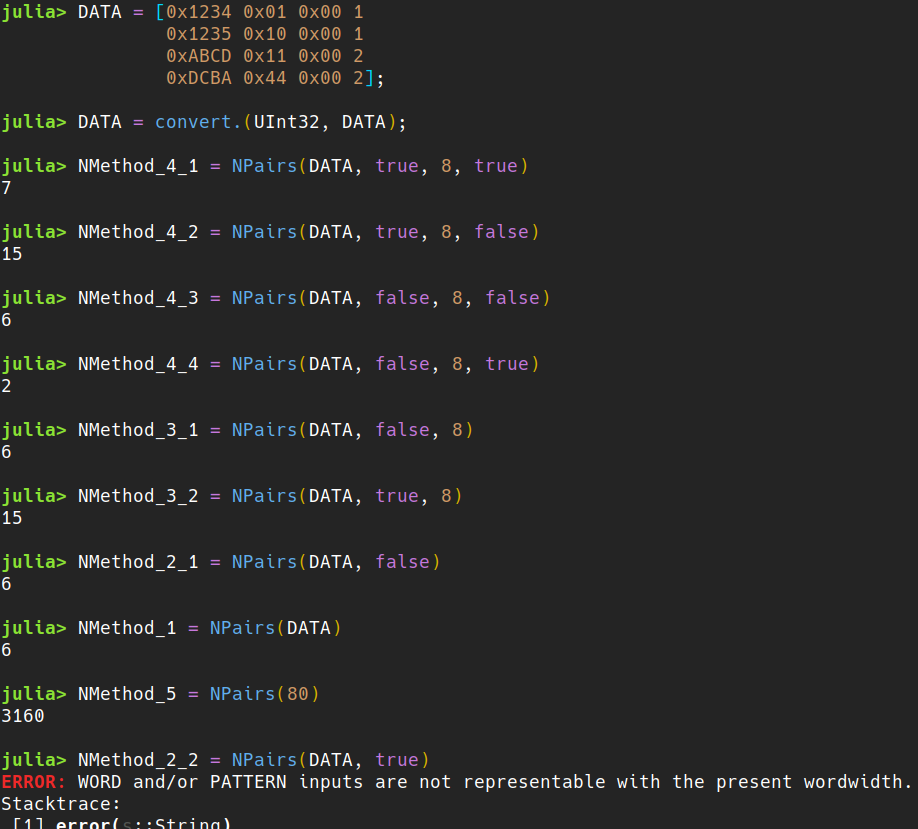 julia> DATA = [0x1234 0x01 0x00 1
0x1235 0x10 0x00 1
0xABCD 0x11 0x00 2
0xDCBA 0x44 0x00 2];
julia> DATA = convert.(UInt32, DATA);
julia> NMethod_4_1 = NPairs(DATA, true, 8, true)
7
julia> NMethod_4_2 = NPairs(DATA, true, 8, false)
15
julia> NMethod_4_3 = NPairs(DATA, false, 8, false)
6
julia> NMethod_4_4 = NPairs(DATA, false, 8, true)
2
julia> NMethod_3_1 = NPairs(DATA, false, 8)
6
julia> NMethod_3_2 = NPairs(DATA, true, 8)
15
julia> NMethod_2_1 = NPairs(DATA, false)
6
julia> NMethod_1 = NPairs(DATA)
6
julia> NMethod_5 = NPairs(80)
3160
julia> NMethod_2_2 = NPairs(DATA, true)
ERROR: WORD and/or PATTERN inputs are not representable with the present wordwidth.
Stacktrace:
[1] error(s::String)